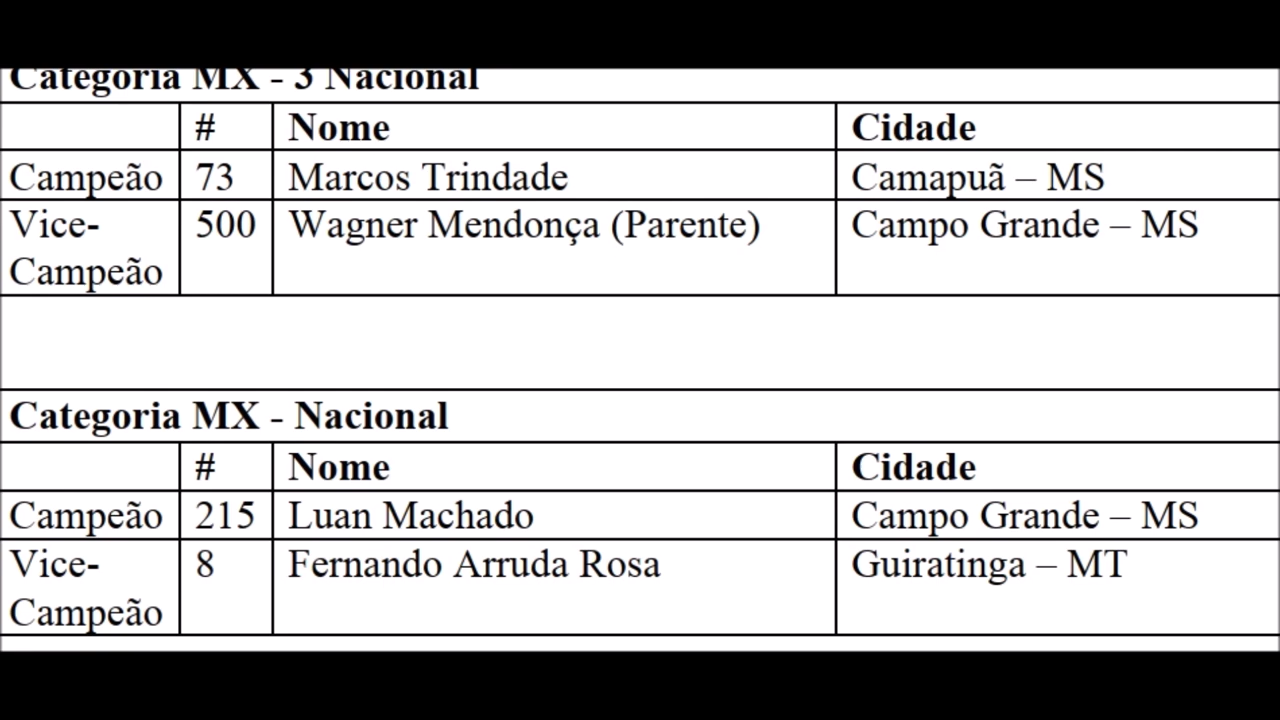 Categoria MX - 3 Nacional
# Nome Cidade
Campeão 73 Marcos Trindade Camapuã – MS
Vice- 500 Wagner Mendonça (Parente) Campo Grande – MS
Campeão
Categoria MX - Nacional
# Nome Cidade
Campeão 215 Luan Machado Campo Grande – MS
Vice- 8 Fernando Arruda Rosa Guiratinga – MT
Campeão